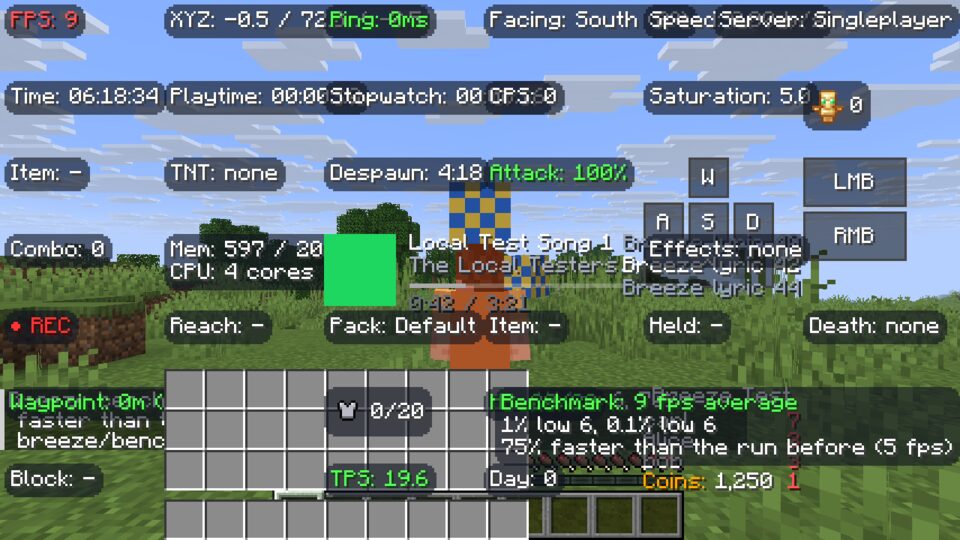 FPS: 9
XYZ: -0.5 / 72
Ping: 0ms
Facing: South
Speed
Server: Singleplayer
Time: 06:18:34
Playtime: 00:00
Stopwatch: 00
CPS: 0
Saturation: 5.0
0
Item: -
TNT: none
Despawn: 4:18
Attack: 100%
W
A S D
LMB
RMB
Combo: 0
Mem: 597 / 20
CPU: 4 cores
Local Test Song 1
The Local Testers
0:42 / 3:21
Effects: none
Breeze lyric 44
REC
Reach: -
Pack: Default
Item: -
Held: -
Death: none
Waypoint: 0m
faster than
breeze/benc
0/20
Breeze Test
Benchmark: 9 fps average
1% low 6, 0.1% low 6
75% faster than the run before (5 fps)
Block: -
TPS: 19.6
Day: 0
Coins: 1,250
1